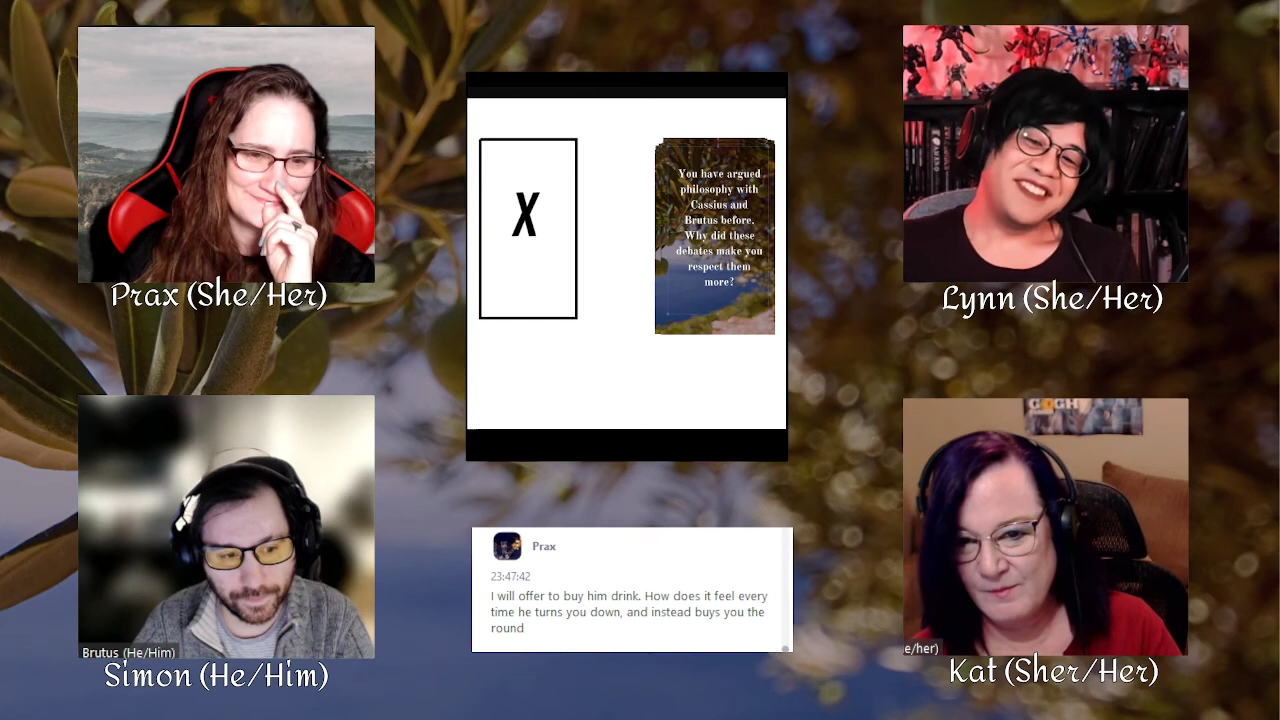 Prax (She/Her)
Lynn (She/Her)
X
You have argued
philosophy with
Cassius and
Brutus before.
Why did these
debates make you
respect them
more?
GOGH
Prax
23:47:42
I will offer to buy him drink. How does it feel every
time he turns you down, and instead buys you the
round
Brutus (He/Him)
Simon (He/Him)
e/her)
Kat (Sher/Her)